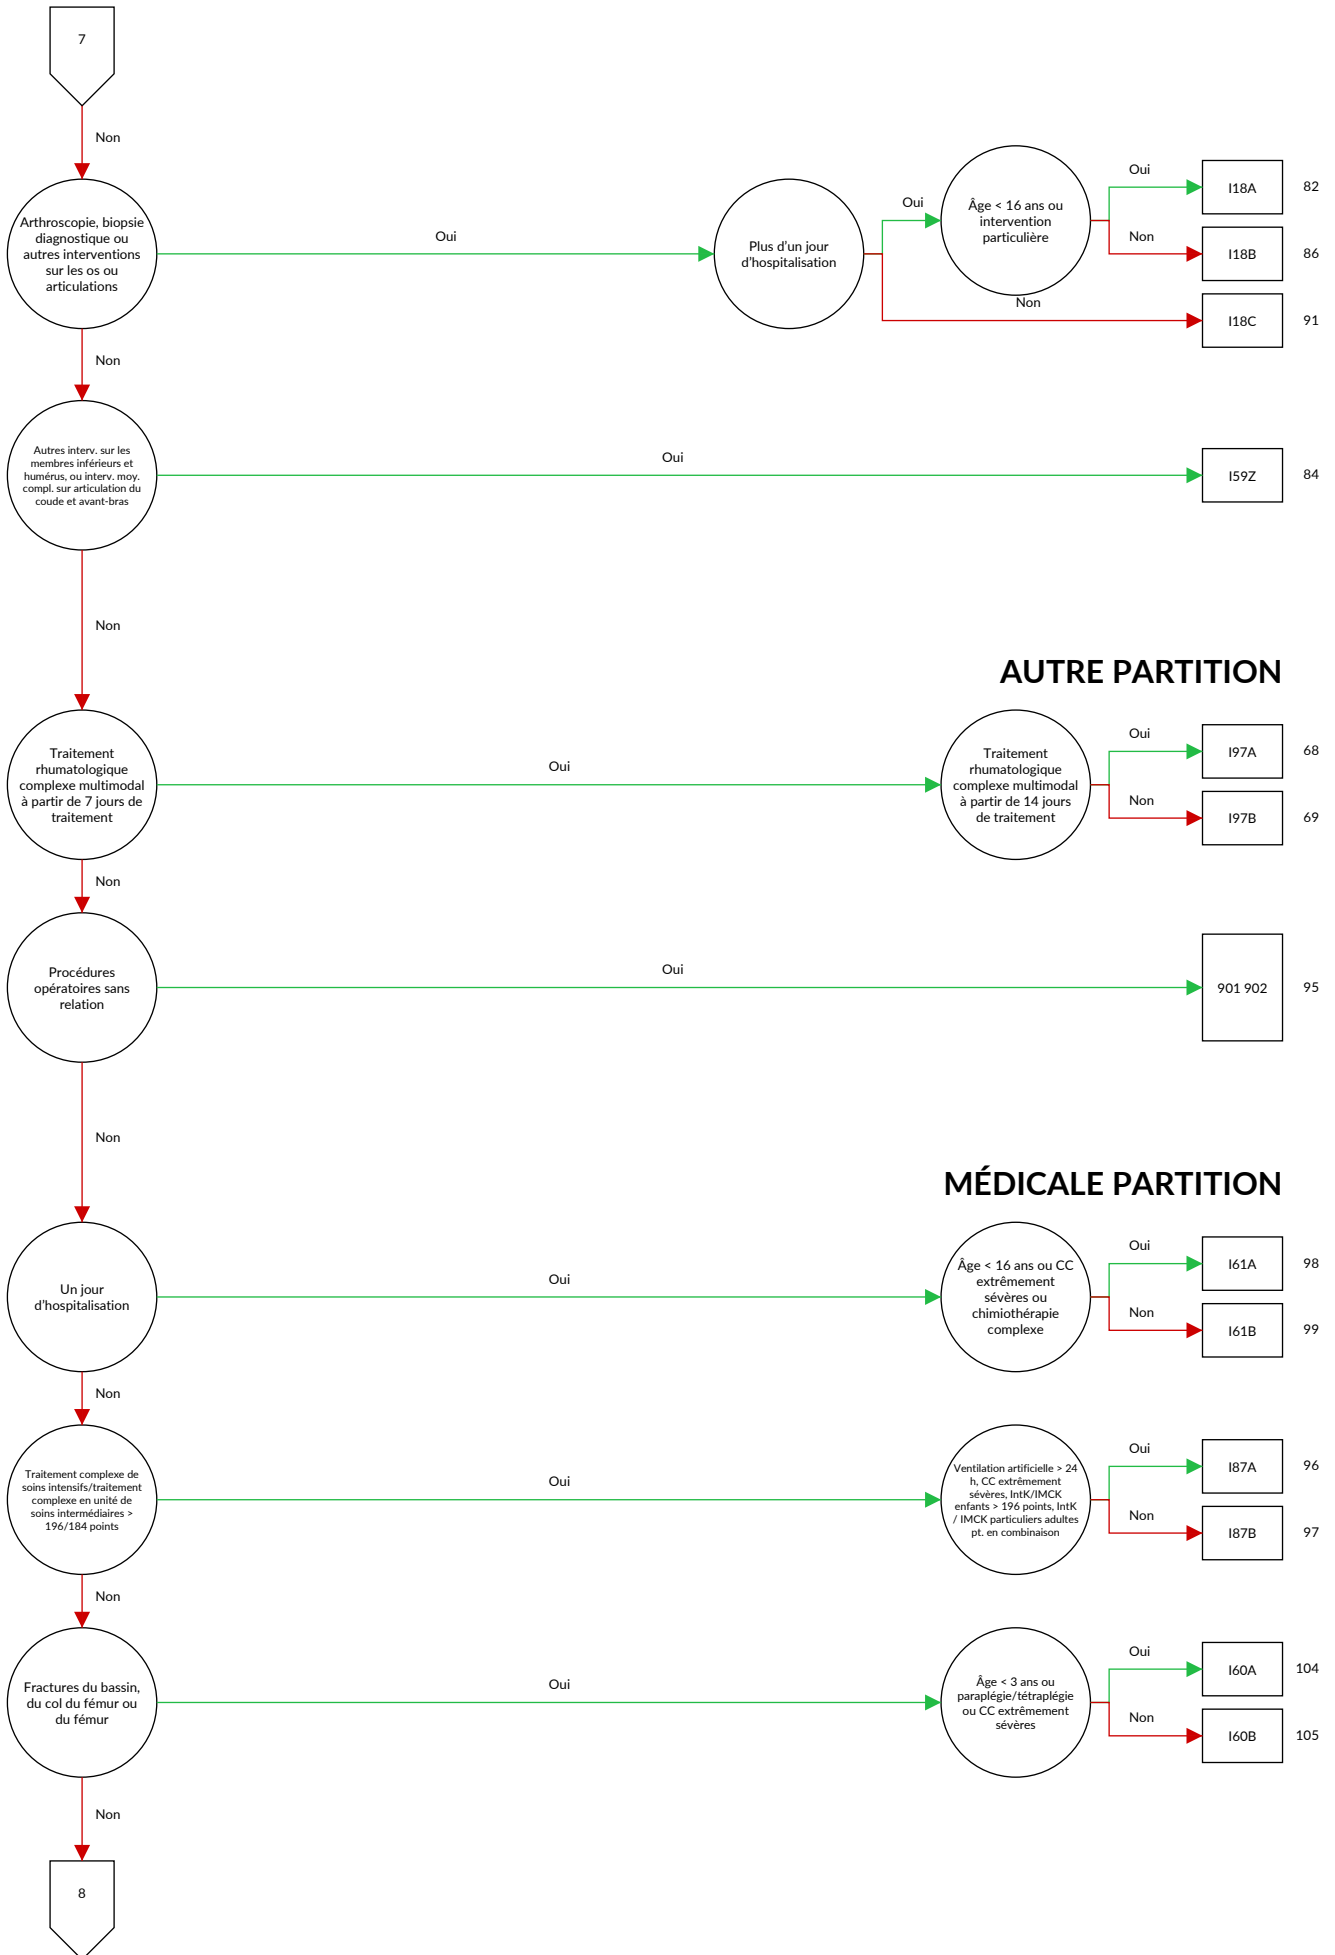 7
Non
Arthroscopie, biopsie
diagnostique ou
autres interventions
sur les os ou
articulations
Oui
Plus d'un jour
d'hospitalisation
Oui
Âge < 16 ans ou
intervention
particulière
Oui
I18A
82
Non
I18B
86
Non
I18C
91
Non
Autres interv. sur les
membres inférieurs et
humérus, ou interv. moy.
compl. sur articulation du
coude et avant-bras
Oui
I59Z
84
Non
AUTRE PARTITION
Traitement
rhumatologique
complexe multimodal
à partir de 7 jours de
traitement
Oui
Traitement
rhumatologique
complexe multimodal
à partir de 14 jours
de traitement
Oui
I97A
68
Non
I97B
69
Non
Procédures
opératoires sans
relation
Oui
901 902
95
Non
MÉDICALE PARTITION
Un jour
d'hospitalisation
Oui
Âge < 16 ans ou CC
extrêmement
sévères ou
chimiothérapie
complexe
Oui
I61A
98
Non
I61B
99
Non
Traitement complexe de
soins intensifs/traitement
complexe en unité de
soins intermédiaires >
196/184 points
Oui
Ventilation artificielle > 24
h, CC extrêmement
sévères, IntK/IMCK
enfants > 196 points, IntK
/ IMCK particuliers adultes
pt. en combinaison
Oui
I87A
96
Non
I87B
97
Non
Fractures du bassin,
du col du fémur ou
du fémur
Oui
Âge < 3 ans ou
paraplégie/tétraplégie
ou CC extrêmement
sévères
Oui
I60A
104
Non
I60B
105
Non
8